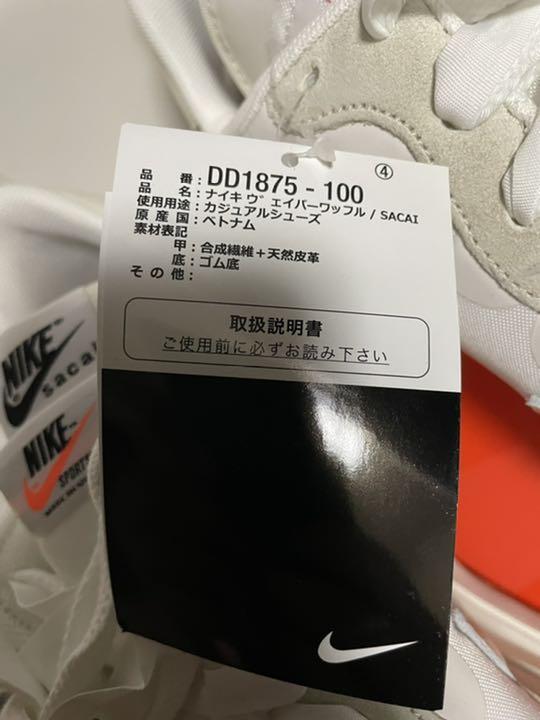 ④
品番：DD1875 - 100
品名：ナイキ ヴェイパーワッフル / SACAI
使用用途：カジュアルシューズ
原産国：ベトナム
素材表記
甲：合成繊維＋天然皮革
底：ゴム底
その他：
取扱説明書
ご使用前に必ずお読み下さい
NIKE
sacai
NIKE